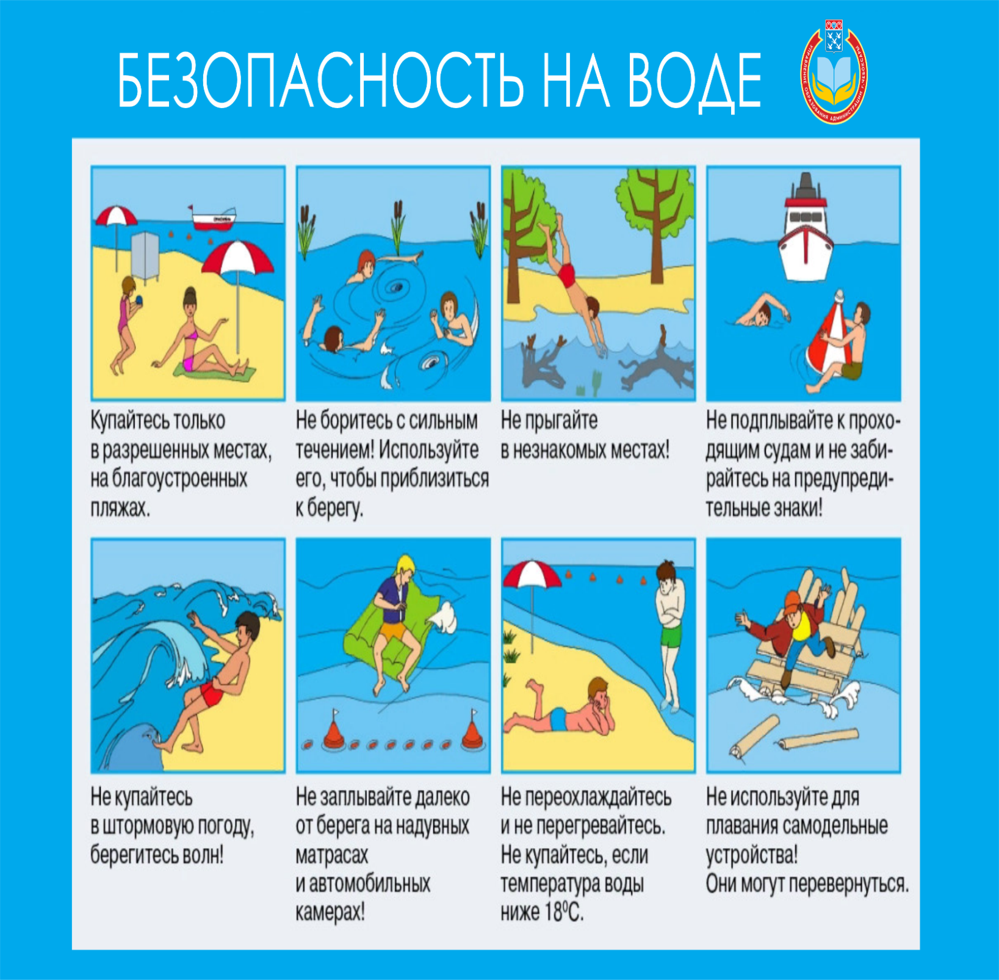 БЕЗОПАСНОСТЬ НА ВОДЕ
УПРАВЛЕНИЕ ОБРАЗОВАНИЯ АДМИНИСТРАЦИИ г. ЧЕБОКСАРЫ
Купайтесь только
в разрешенных местах,
на благоустроенных
пляжах.
Не боритесь с сильным
течением! Используйте
его, чтобы приблизиться
к берегу.
Не прыгайте
в незнакомых местах!
Не подплывайте к прохо-
дящим судам и не заби-
райтесь на предупреди-
тельные знаки!
Не купайтесь
в штормовую погоду,
берегитесь волн!
Не заплывайте далеко
от берега на надувных
матрасах
и автомобильных
камерах!
Не переохлаждайтесь
и не перегревайтесь.
Не купайтесь, если
температура воды
ниже 18⁰С.
Не используйте для
плавания самодельные
устройства!
Они могут перевернуться.